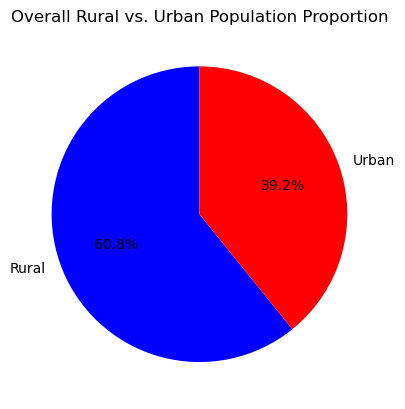 Overall Rural vs. Urban Population Proportion
Urban
39.2%
60.8%
Rural